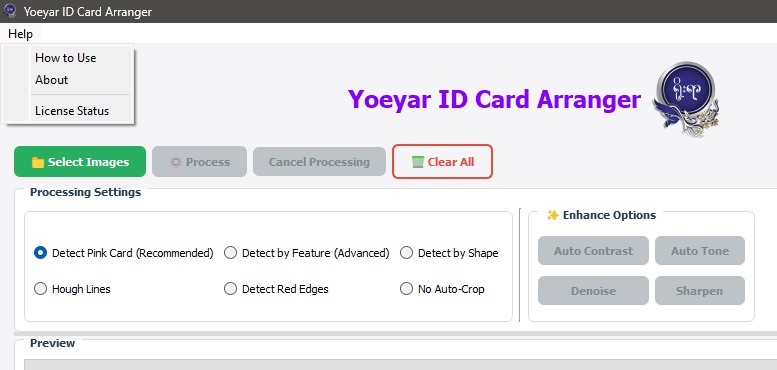 Yoeyar ID Card Arranger
Help
How to Use
About
License Status
Yoeyar ID Card Arranger
ရိုးရာ
Select Images
Process
Cancel Processing
Clear All
Processing Settings
Detect Pink Card (Recommended)
Detect by Feature (Advanced)
Detect by Shape
Hough Lines
Detect Red Edges
No Auto-Crop
Enhance Options
Auto Contrast
Auto Tone
Denoise
Sharpen
Preview